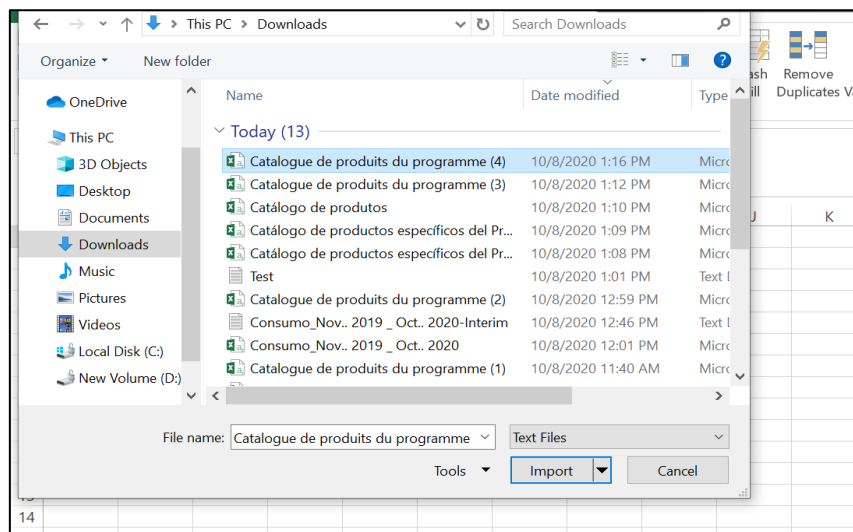 This PC > Downloads
Search Downloads
Organize
New folder
Remove
Duplicates
OneDrive
This PC
3D Objects
Desktop
Documents
Downloads
Music
Pictures
Videos
Local Disk (C:)
New Volume (D:)
Name Date modified Type
Today (13)
Catalogue de produits du programme (4) 10/8/2020 1:16 PM Micro
Catalogue de produits du programme (3) 10/8/2020 1:12 PM Micro
Catálogo de produtos 10/8/2020 1:10 PM Micro
Catálogo de productos específicos del Pr... 10/8/2020 1:09 PM Micro
Catálogo de productos específicos del Pr... 10/8/2020 1:08 PM Micro
Test 10/8/2020 1:01 PM Text
Catalogue de produits du programme (2) 10/8/2020 12:59 PM Micro
Consumo_Nov.. 2019 _ Oct.. 2020-Interim 10/8/2020 12:46 PM Text
Consumo_Nov.. 2019 _ Oct.. 2020 10/8/2020 12:01 PM Micro
Catalogue de produits du programme (1) 10/8/2020 11:40 AM Micro
File name: Catalogue de produits du programme
Text Files
Tools
Import
Cancel
K
14